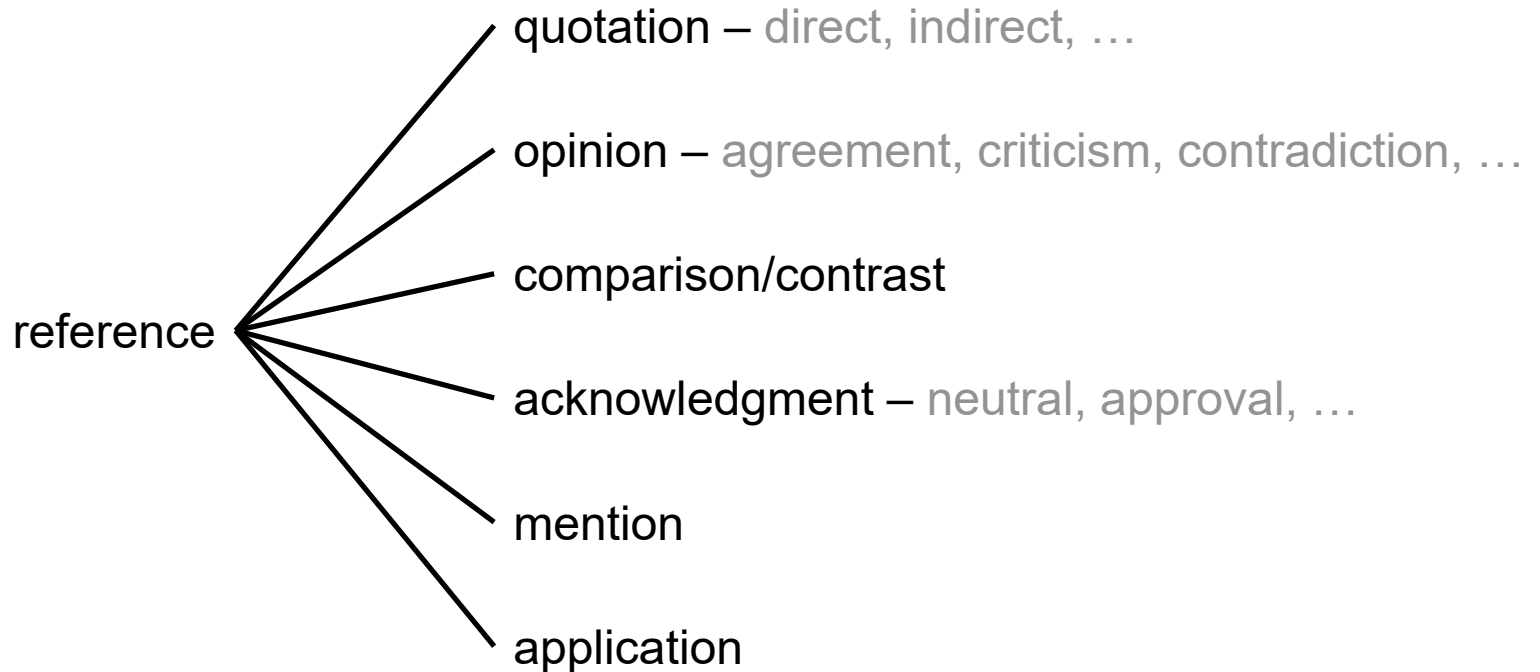 quotation – direct, indirect, …
opinion – agreement, criticism, contradiction, …
comparison/contrast
reference
acknowledgment – neutral, approval, …
mention
application